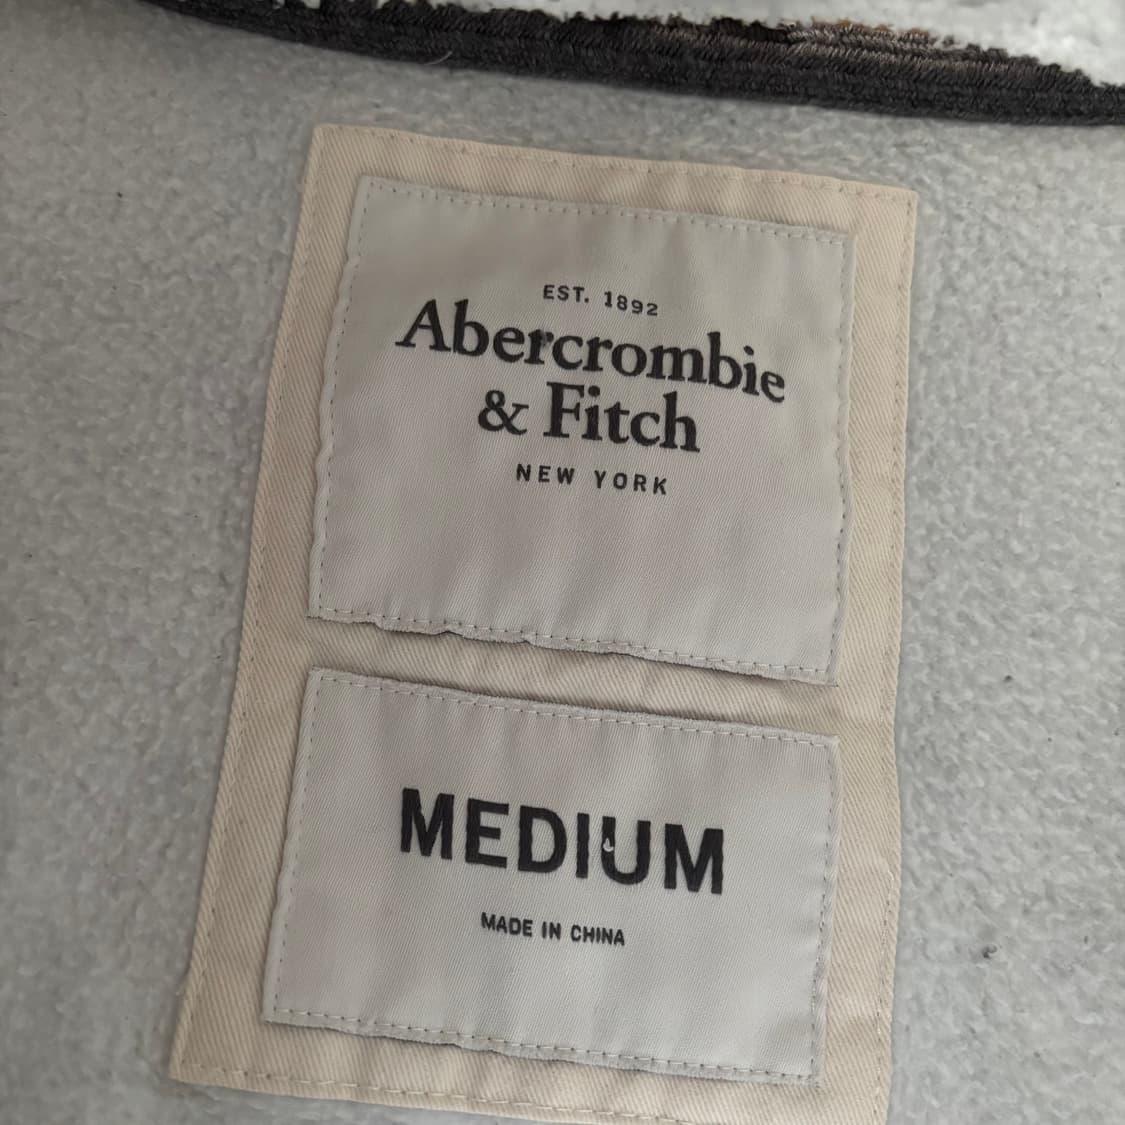 EST. 1892
Abercrombie
& Fitch
NEW YORK
MEDIUM
MADE IN CHINA